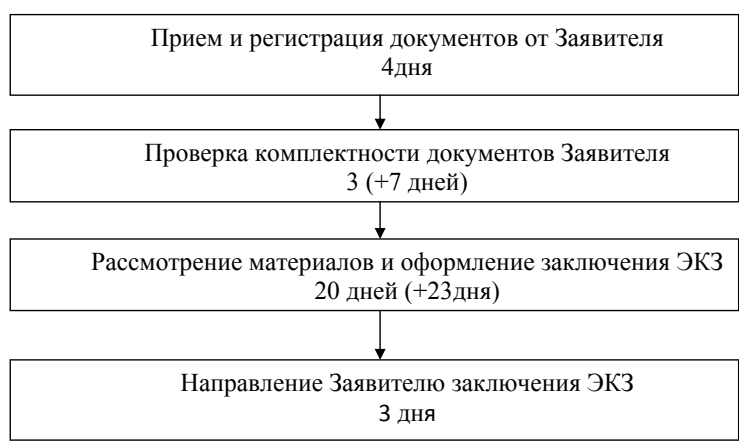 Прием и регистрация документов от Заявителя
4дня
Проверка комплектности документов Заявителя
3 (+7 дней)
Рассмотрение материалов и оформление заключения ЭКЗ
20 дней (+23дня)
Направление Заявителю заключения ЭКЗ
3 дня